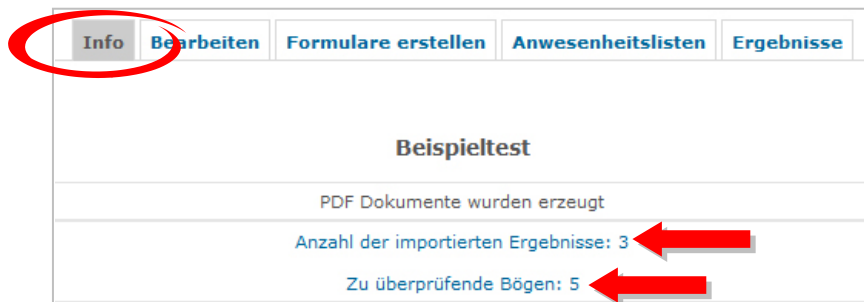 Info Bearbeiten Formulare erstellen Anwesenheitslisten Ergebnisse
Beispieltest
PDF Dokumente wurden erzeugt
Anzahl der importierten Ergebnisse: 3
Zu überprüfende Bögen: 5